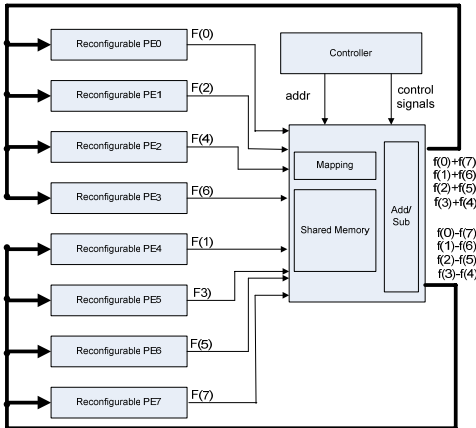 Reconfigurable PE0
F(0)
Reconfigurable PE1
F(2)
Reconfigurable PE2
F(4)
Reconfigurable PE3
F(6)
Reconfigurable PE4
F(1)
Reconfigurable PE5
F3)
Reconfigurable PE6
F(5)
Reconfigurable PE7
F(7)
Controller
addr
control
signals
Mapping
Shared Memory
Add/
Sub
f(0)+f(7)
f(1)+f(6)
f(2)+f(5)
f(3)+f(4)
f(0)-f(7)
f(1)-f(6)
f(2)-f(5)
f(3)-f(4)